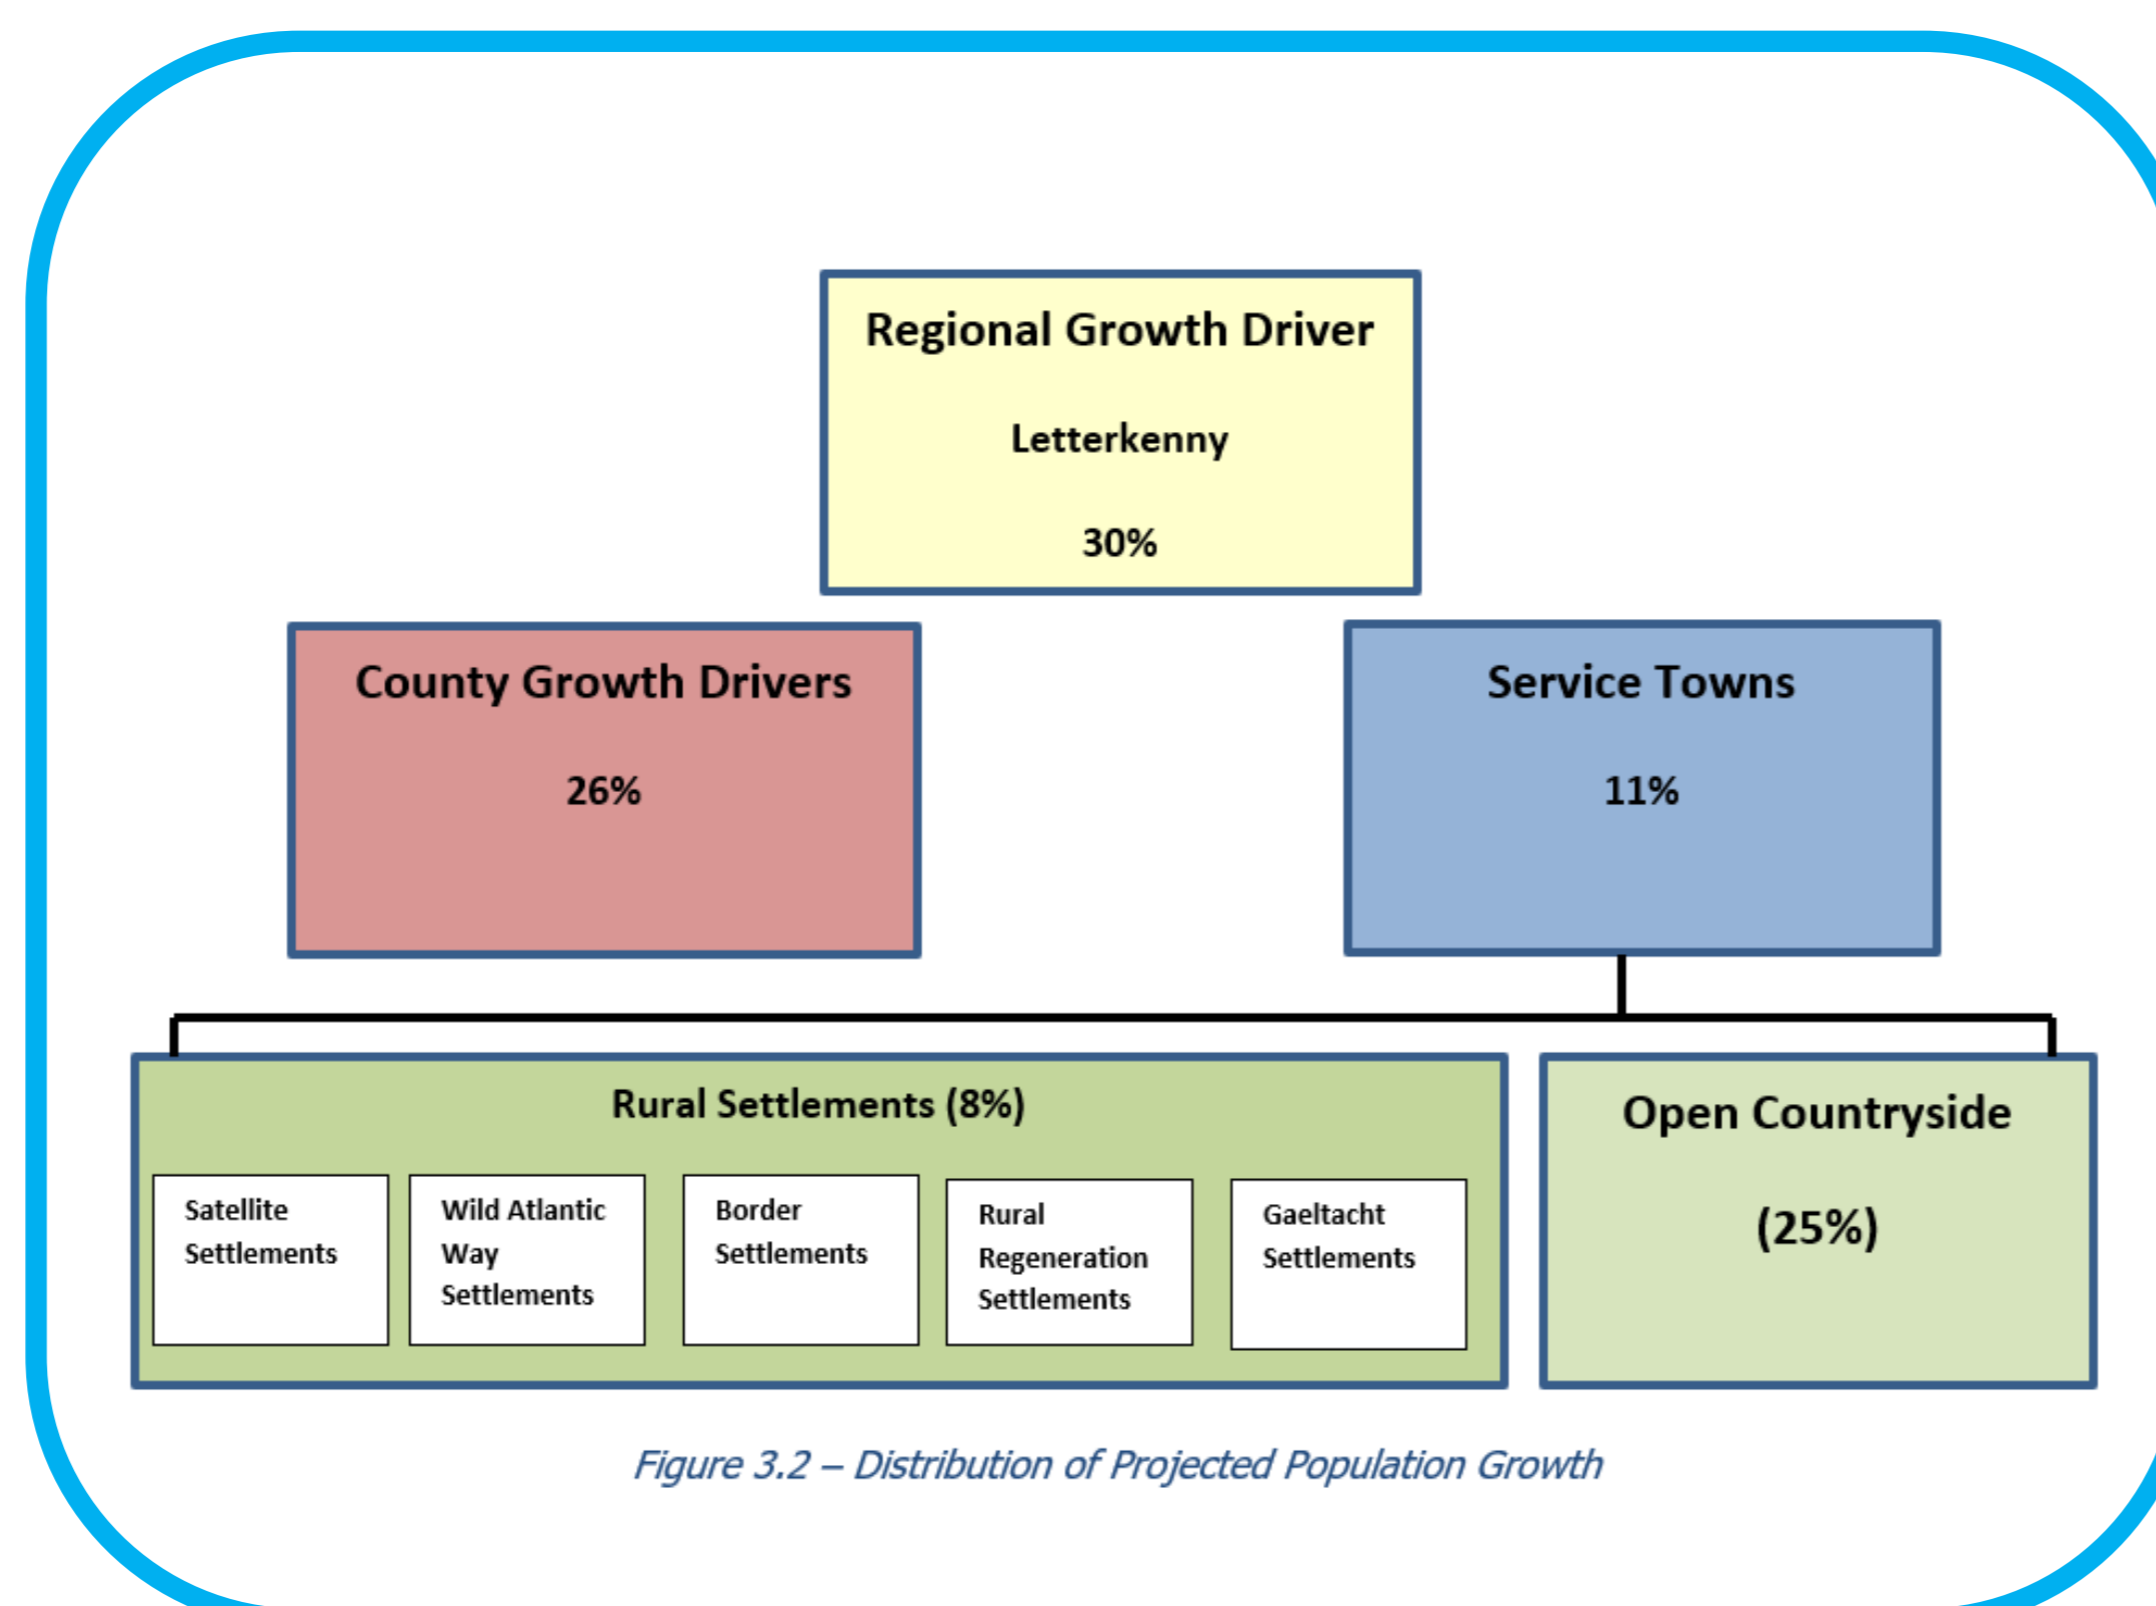 Regional Growth Driver
Letterkenny
30%
County Growth Drivers
26%
Service Towns
11%
Rural Settlements (8%)
Satellite
Settlements
Wild Atlantic
Way
Settlements
Border
Settlements
Rural
Regeneration
Settlements
Gaeltacht
Settlements
Open Countryside
(25%)
Figure 3.2 – Distribution of Projected Population Growth